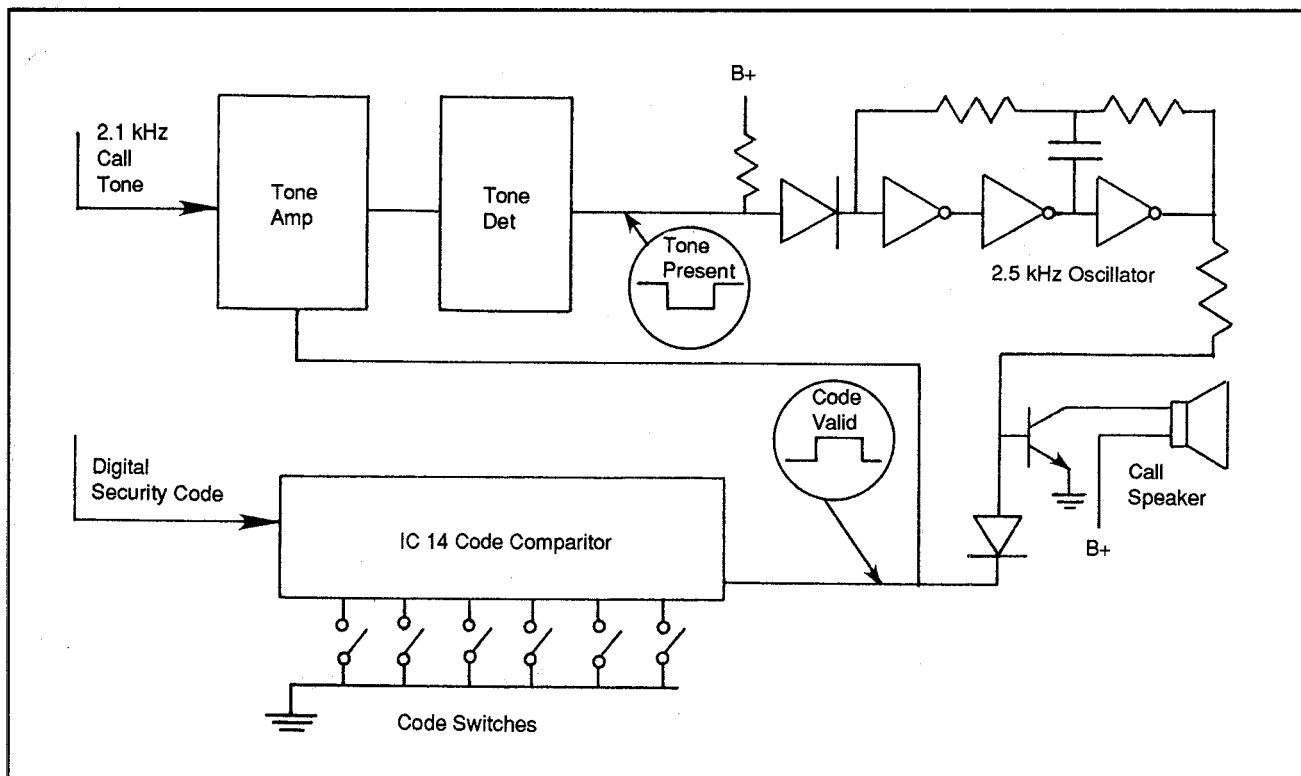 B+
2.1 kHz
Call
Tone
Tone
Amp
Tone
Det
Tone
Present
2.5 kHz Oscillator
Code
Valid
Digital
Security Code
IC 14 Code Comparitor
Call
Speaker
B+
Code Switches